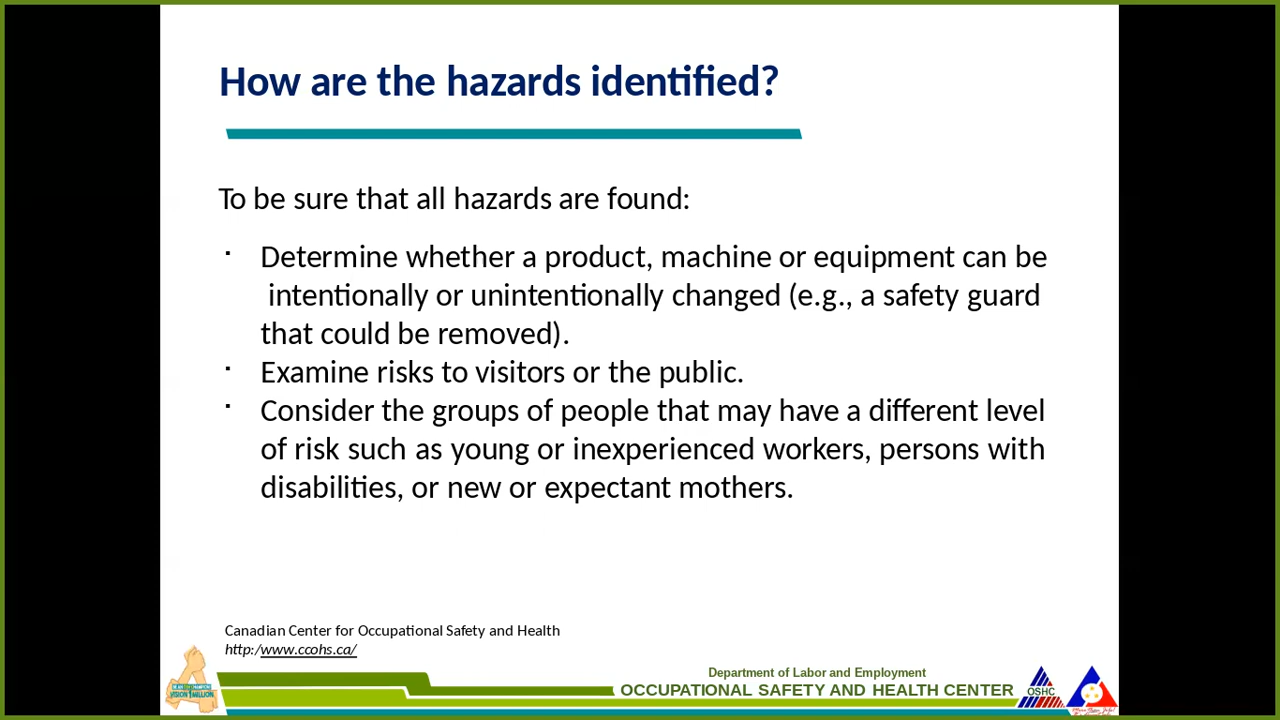 How are the hazards identified?
To be sure that all hazards are found:
▪ Determine whether a product, machine or equipment can be
intentionally or unintentionally changed (e.g., a safety guard
that could be removed).
▪ Examine risks to visitors or the public.
▪ Consider the groups of people that may have a different level
of risk such as young or inexperienced workers, persons with
disabilities, or new or expectant mothers.
Canadian Center for Occupational Safety and Health
http:/www.ccohs.ca/
Department of Labor and Employment
OCCUPATIONAL SAFETY AND HEALTH CENTER
OSHC
VISION 1 MILLION